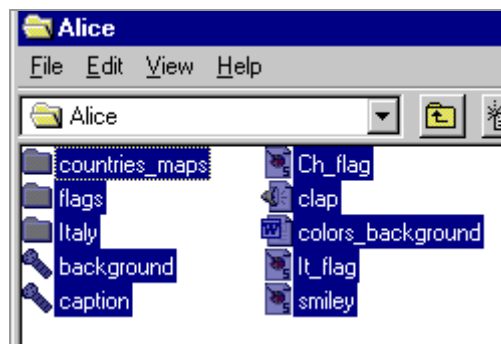 Alice
File Edit View Help
Alice
countries_maps
flags
Italy
background
caption
Ch_flag
clap
colors_background
It_flag
smiley